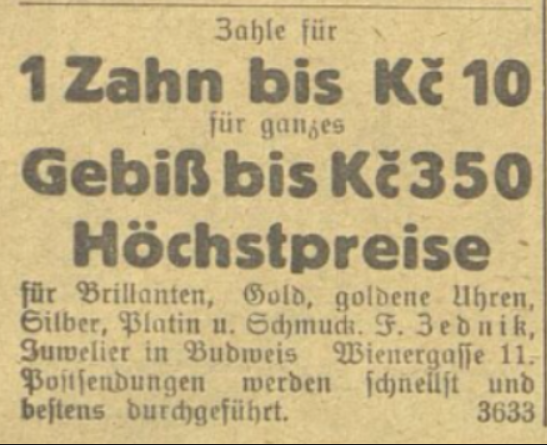 Zahle für
1 Zahn bis Kč 10
für ganzes
Gebiß bis Kč 350
Höchstpreise
für Brillanten, Gold, goldene Uhren,
Silber, Platin u. Schmuck. F. Zednik,
Juwelier in Budweis Wienergasse 11.
Postsendungen werden schnellst und
bestens durchgeführt. 3633